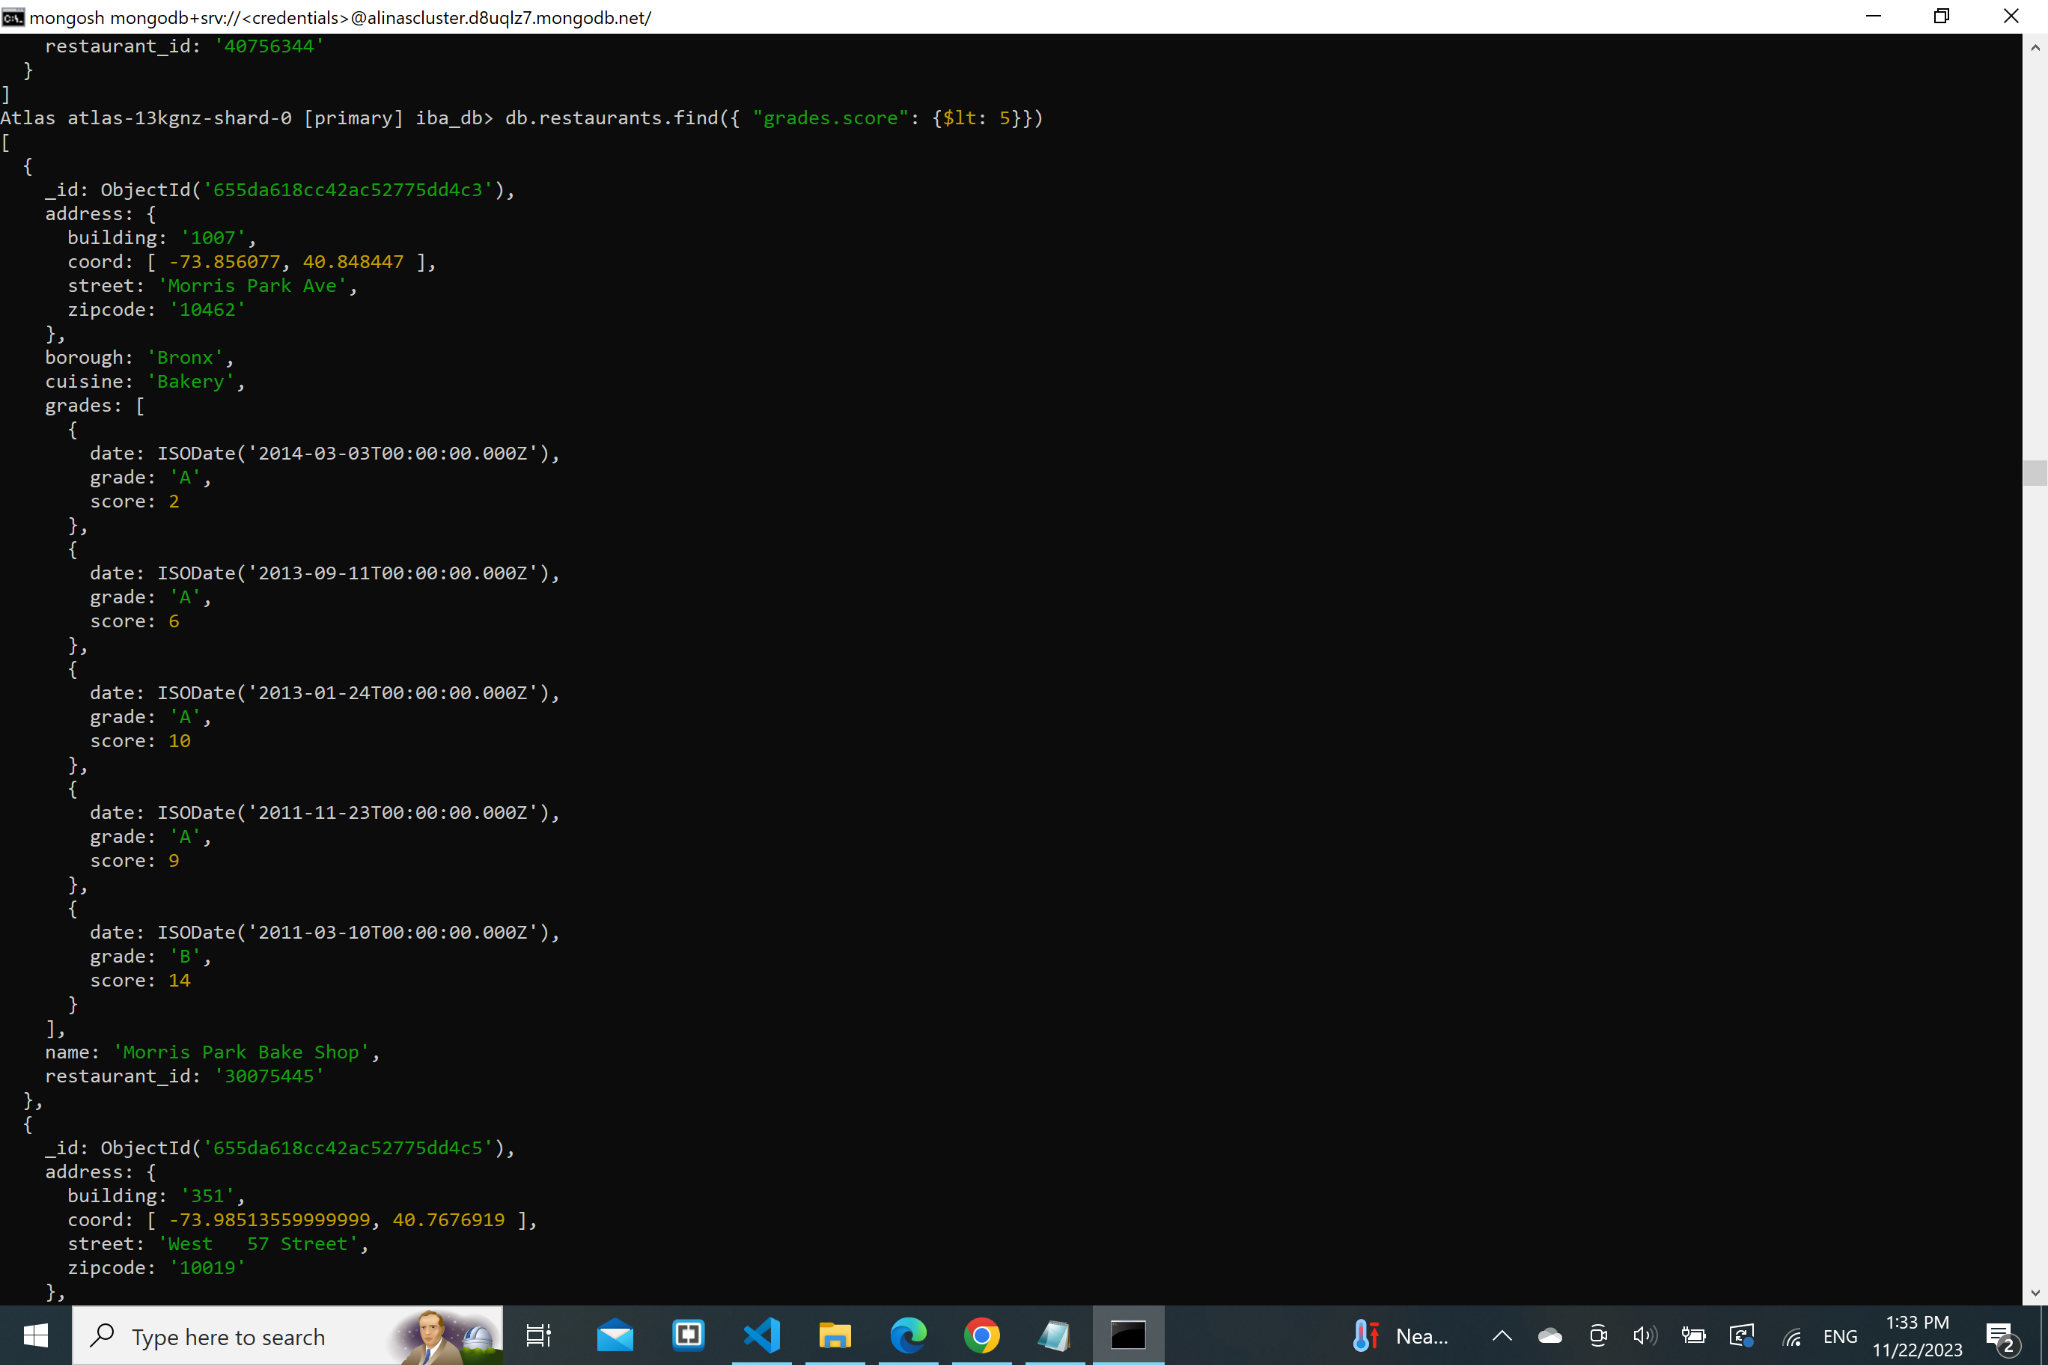 mongosh mongodb+srv://<credentials>@alinascluster.d8uqlz7.mongodb.net/
    restaurant_id: '40756344'
  }
]
Atlas atlas-13kgnz-shard-0 [primary] iba_db> db.restaurants.find({ "grades.score": {$lt: 5}})
[
  {
    _id: ObjectId('655da618cc42ac52775dd4c3'),
    address: {
      building: '1007',
      coord: [ -73.856077, 40.848447 ],
      street: 'Morris Park Ave',
      zipcode: '10462'
    },
    borough: 'Bronx',
    cuisine: 'Bakery',
    grades: [
      {
        date: ISODate('2014-03-03T00:00:00.000Z'),
        grade: 'A',
        score: 2
      },
      {
        date: ISODate('2013-09-11T00:00:00.000Z'),
        grade: 'A',
        score: 6
      },
      {
        date: ISODate('2013-01-24T00:00:00.000Z'),
        grade: 'A',
        score: 10
      },
      {
        date: ISODate('2011-11-23T00:00:00.000Z'),
        grade: 'A',
        score: 9
      },
      {
        date: ISODate('2011-03-10T00:00:00.000Z'),
        grade: 'B',
        score: 14
      }
    ],
    name: 'Morris Park Bake Shop',
    restaurant_id: '30075445'
  },
  {
    _id: ObjectId('655da618cc42ac52775dd4c5'),
    address: {
      building: '351',
      coord: [ -73.98513559999999, 40.7676919 ],
      street: 'West   57 Street',
      zipcode: '10019'
    },
Type here to search
Nea...
ENG
1:33 PM
11/22/2023
2